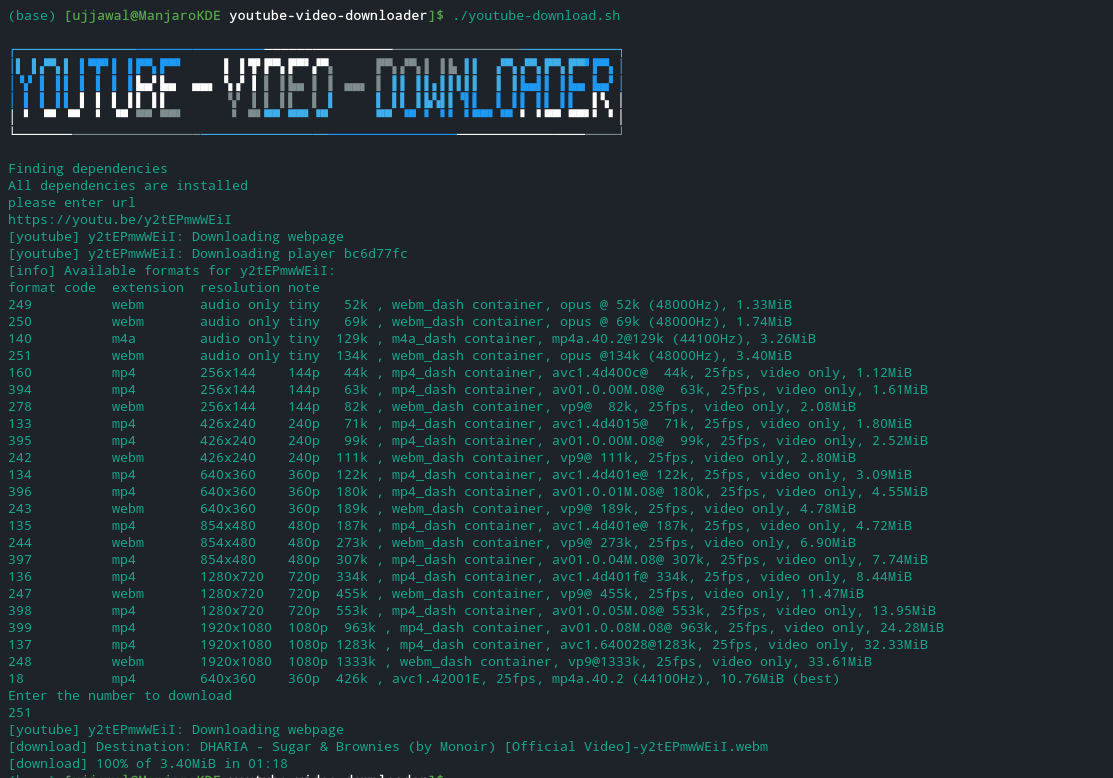 (base) [ujjawal@ManjaroKDE youtube-video-downloader]$ ./youtube-download.sh
YOUTUBE-VIDEO-DOWNLOADER
Finding dependencies
All dependencies are installed
please enter url
https://youtu.be/y2tEPmwWEiI
[youtube] y2tEPmwWEiI: Downloading webpage
[youtube] y2tEPmwWEiI: Downloading player bc6d77fc
[info] Available formats for y2tEPmwWEiI:
format code  extension  resolution note
249          webm       audio only tiny   52k , webm_dash container, opus @ 52k (48000Hz), 1.33MiB
250          webm       audio only tiny   69k , webm_dash container, opus @ 69k (48000Hz), 1.74MiB
140          m4a        audio only tiny  129k , m4a_dash container, mp4a.40.2@129k (44100Hz), 3.26MiB
251          webm       audio only tiny  134k , webm_dash container, opus @134k (48000Hz), 3.40MiB
160          mp4        256x144    144p   44k , mp4_dash container, avc1.4d400c@  44k, 25fps, video only, 1.12MiB
394          mp4        256x144    144p   63k , mp4_dash container, av01.0.00M.08@  63k, 25fps, video only, 1.61MiB
278          webm       256x144    144p   82k , webm_dash container, vp9@  82k, 25fps, video only, 2.08MiB
133          mp4        426x240    240p   71k , mp4_dash container, avc1.4d4015@  71k, 25fps, video only, 1.80MiB
395          mp4        426x240    240p   99k , mp4_dash container, av01.0.00M.08@  99k, 25fps, video only, 2.52MiB
242          webm       426x240    240p  111k , webm_dash container, vp9@ 111k, 25fps, video only, 2.80MiB
134          mp4        640x360    360p  122k , mp4_dash container, avc1.4d401e@ 122k, 25fps, video only, 3.09MiB
396          mp4        640x360    360p  180k , mp4_dash container, av01.0.01M.08@ 180k, 25fps, video only, 4.55MiB
243          webm       640x360    360p  189k , webm_dash container, vp9@ 189k, 25fps, video only, 4.78MiB
135          mp4        854x480    480p  187k , mp4_dash container, avc1.4d401e@ 187k, 25fps, video only, 4.72MiB
244          webm       854x480    480p  273k , webm_dash container, vp9@ 273k, 25fps, video only, 6.90MiB
397          mp4        854x480    480p  307k , mp4_dash container, av01.0.04M.08@ 307k, 25fps, video only, 7.74MiB
136          mp4        1280x720   720p  334k , mp4_dash container, avc1.4d401f@ 334k, 25fps, video only, 8.44MiB
247          webm       1280x720   720p  455k , webm_dash container, vp9@ 455k, 25fps, video only, 11.47MiB
398          mp4        1280x720   720p  553k , mp4_dash container, av01.0.05M.08@ 553k, 25fps, video only, 13.95MiB
399          mp4        1920x1080  1080p  963k , mp4_dash container, av01.0.08M.08@ 963k, 25fps, video only, 24.28MiB
137          mp4        1920x1080  1080p 1283k , mp4_dash container, avc1.640028@1283k, 25fps, video only, 32.33MiB
248          webm       1920x1080  1080p 1333k , webm_dash container, vp9@1333k, 25fps, video only, 33.61MiB
18           mp4        640x360    360p  426k , avc1.42001E, 25fps, mp4a.40.2 (44100Hz), 10.76MiB (best)
Enter the number to download
251
[youtube] y2tEPmwWEiI: Downloading webpage
[download] Destination: DHARIA - Sugar & Brownies (by Monoir) [Official Video]-y2tEPmwWEiI.webm
[download] 100% of 3.40MiB in 01:18